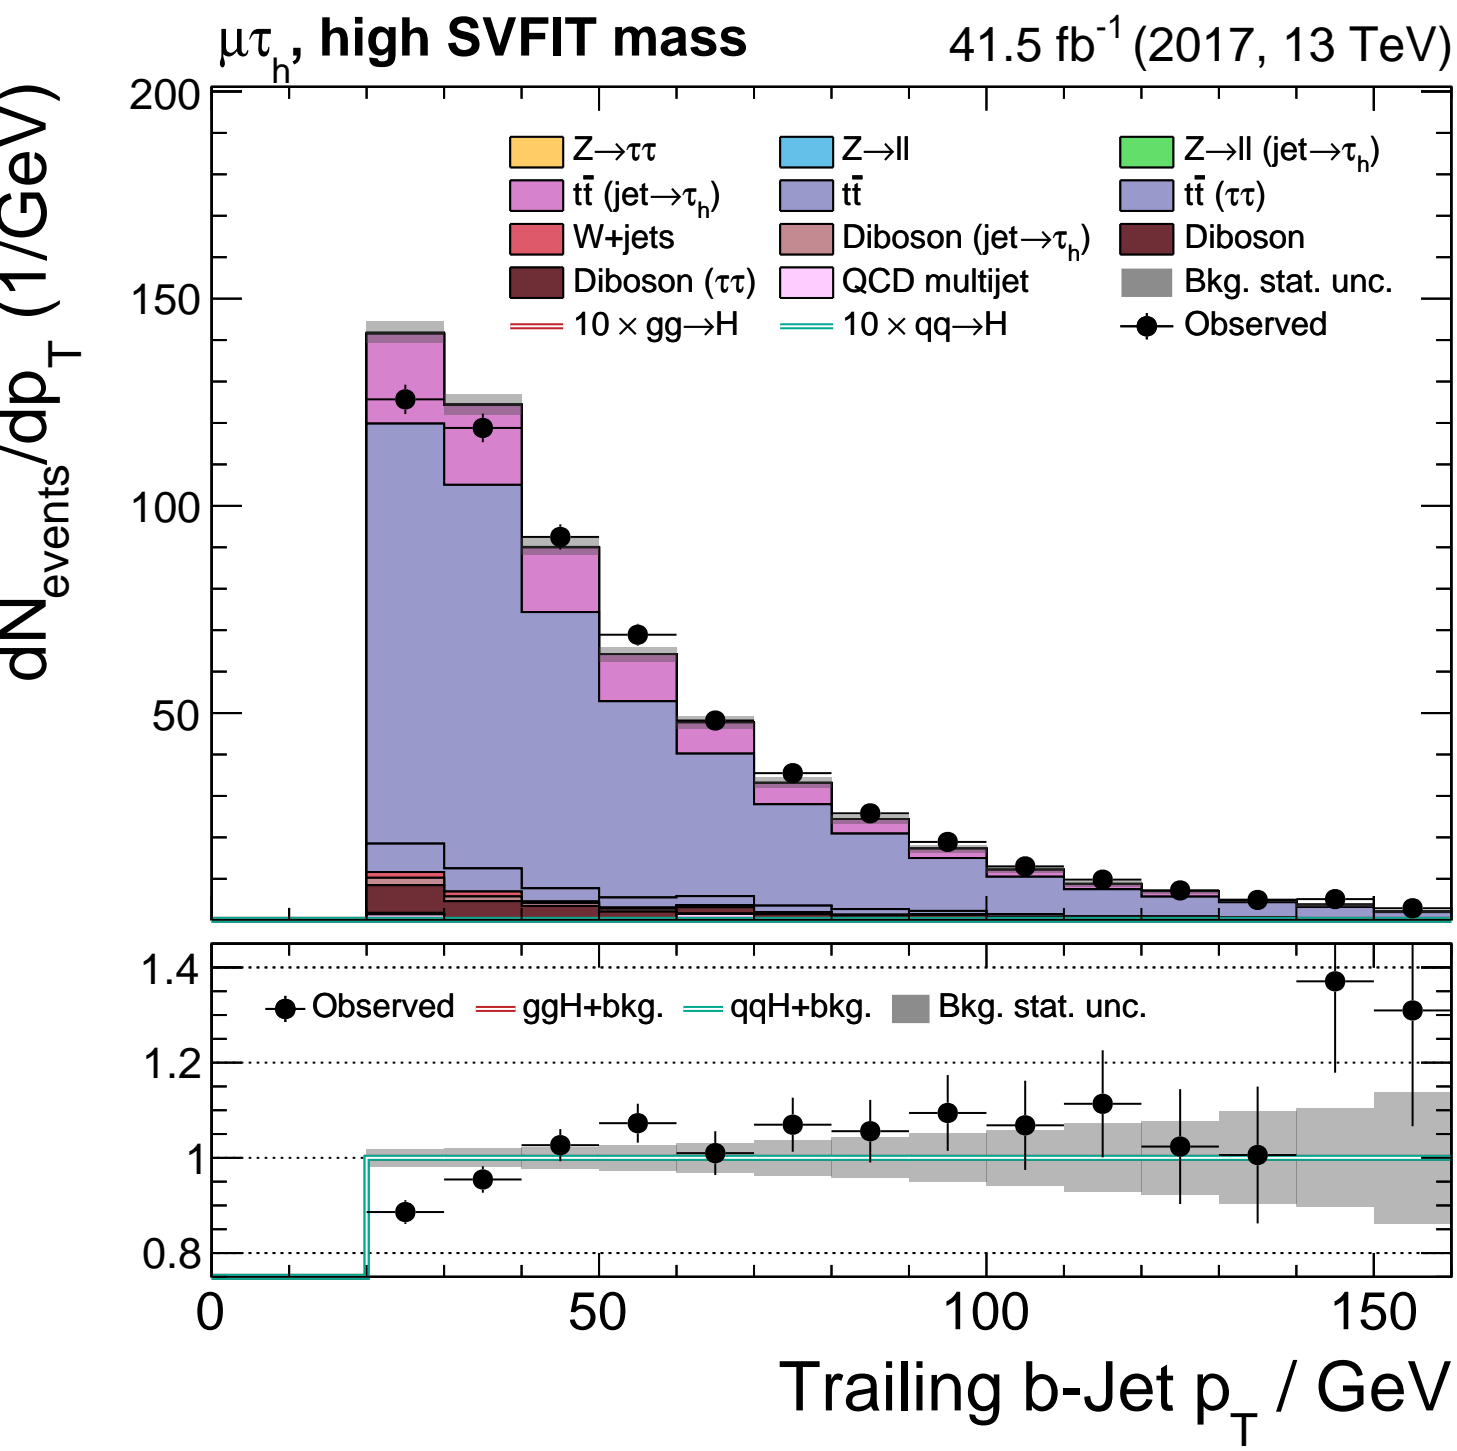 μτh, high SVFIT mass 41.5 fb-1 (2017, 13 TeV)
dNevents/dpT (1/GeV)
200
150
100
50
Z→ττ Z→ll Z→ll (jet→τh)
tt̄ (jet→τh) tt̄ tt̄ (ττ)
W+jets Diboson (jet→τh) Diboson
Diboson (ττ) QCD multijet Bkg. stat. unc.
10 × gg→H 10 × qq→H Observed
1.4
1.2
1
0.8
Observed ggH+bkg. qqH+bkg. Bkg. stat. unc.
0 50 100 150
Trailing b-Jet pT / GeV